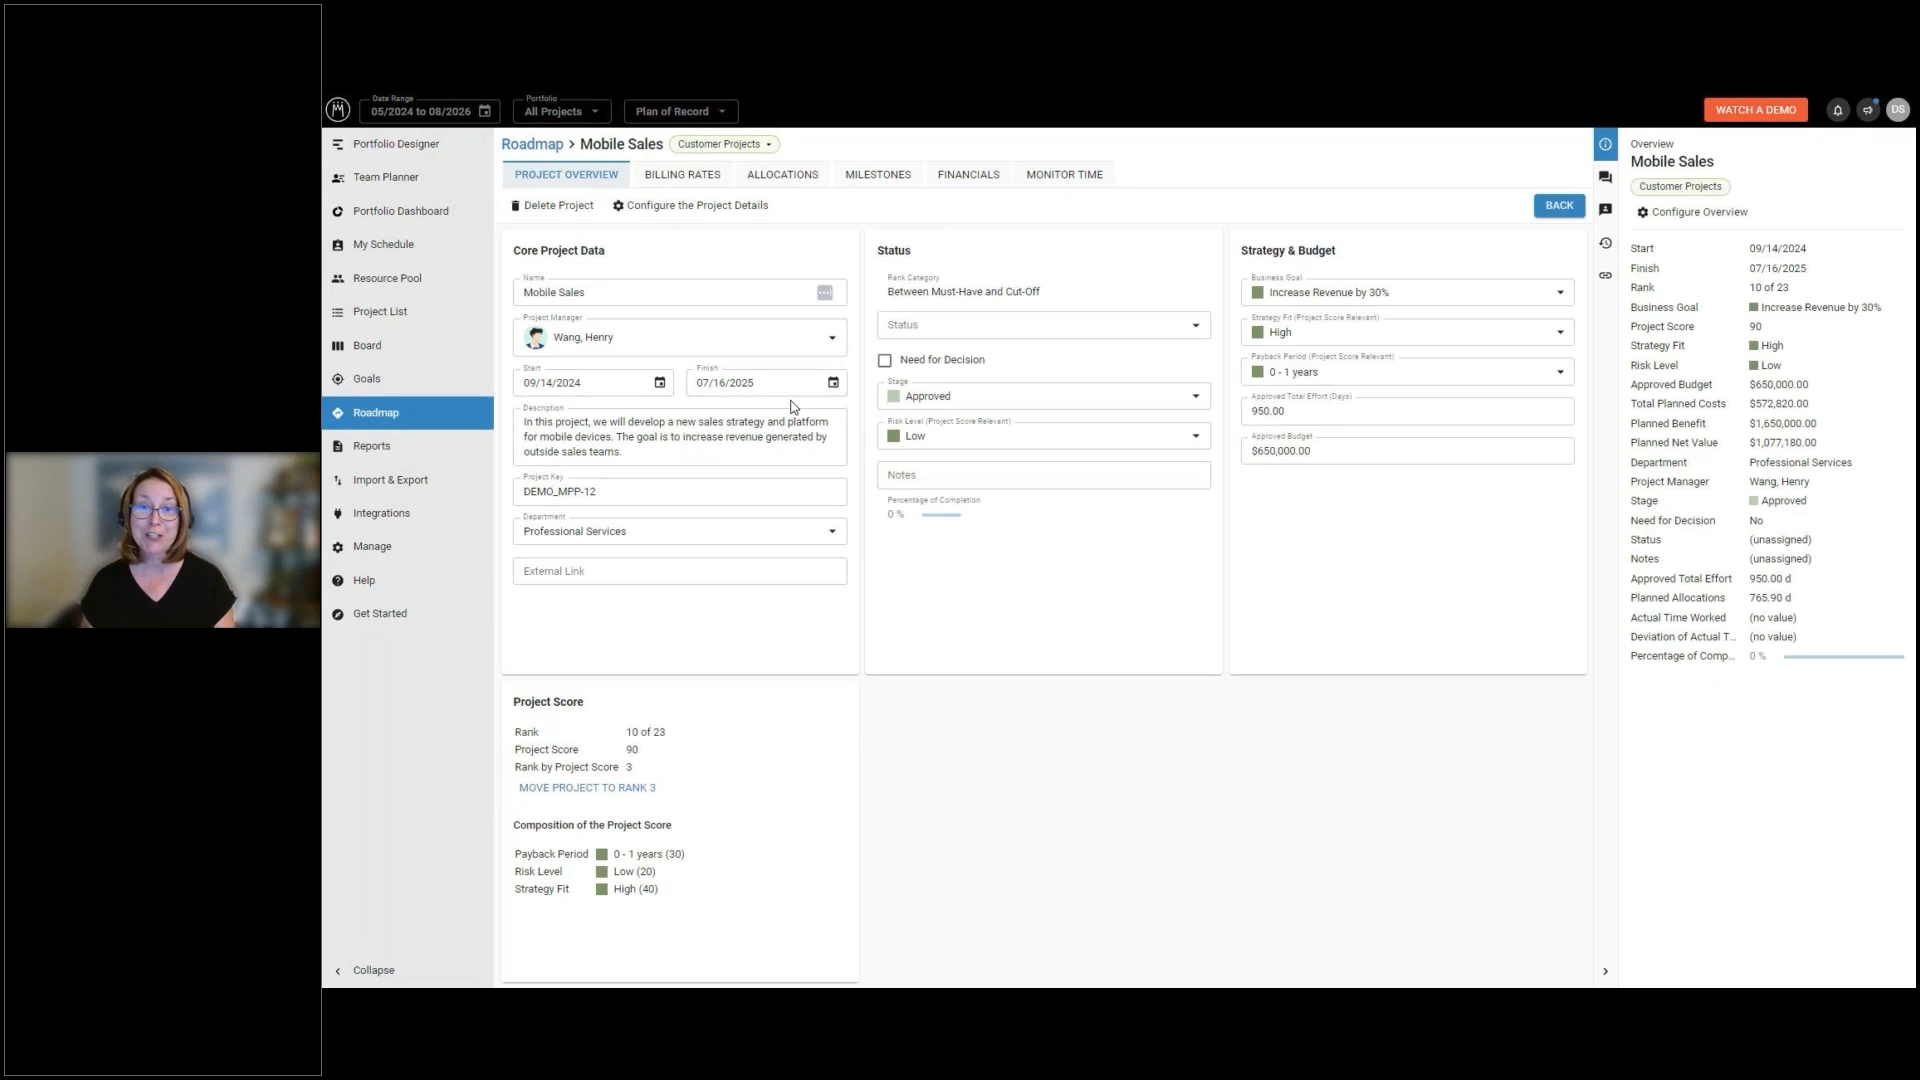 Date Range
05/2024 to 08/2026
Portfolio
All Projects
Plan of Record
WATCH A DEMO
DS
Portfolio Designer
Team Planner
Portfolio Dashboard
My Schedule
Resource Pool
Project List
Board
Goals
Roadmap
Reports
Import & Export
Integrations
Manage
Help
Get Started
Collapse
Roadmap > Mobile Sales
Customer Projects
PROJECT OVERVIEW
BILLING RATES
ALLOCATIONS
MILESTONES
FINANCIALS
MONITOR TIME
Delete Project
Configure the Project Details
BACK
Core Project Data
Name
Mobile Sales
Project Manager
Wang, Henry
Start
09/14/2024
Finish
07/16/2025
Description
In this project, we will develop a new sales strategy and platform
for mobile devices. The goal is to increase revenue generated by
outside sales teams.
Project Key
DEMO_MPP-12
Department
Professional Services
External Link
Status
Rank Category
Between Must-Have and Cut-Off
Status
Need for Decision
Stage
Approved
Risk Level (Project Score Relevant)
Low
Notes
Percentage of Completion
0 %
Strategy & Budget
Business Goal
Increase Revenue by 30%
Strategy Fit (Project Score Relevant)
High
Payback Period (Project Score Relevant)
0 - 1 years
Approved Total Effort (Days)
950.00
Approved Budget
$650,000.00
Project Score
Rank 10 of 23
Project Score 90
Rank by Project Score 3
MOVE PROJECT TO RANK 3
Composition of the Project Score
Payback Period 0 - 1 years (30)
Risk Level Low (20)
Strategy Fit High (40)
Overview
Mobile Sales
Customer Projects
Configure Overview
Start 09/14/2024
Finish 07/16/2025
Rank 10 of 23
Business Goal Increase Revenue by 30%
Project Score 90
Strategy Fit High
Risk Level Low
Approved Budget $650,000.00
Total Planned Costs $572,820.00
Planned Benefit $1,650,000.00
Planned Net Value $1,077,180.00
Department Professional Services
Project Manager Wang, Henry
Stage Approved
Need for Decision No
Status (unassigned)
Notes (unassigned)
Approved Total Effort 950.00 d
Planned Allocations 765.90 d
Actual Time Worked (no value)
Deviation of Actual T... (no value)
Percentage of Comp... 0 %